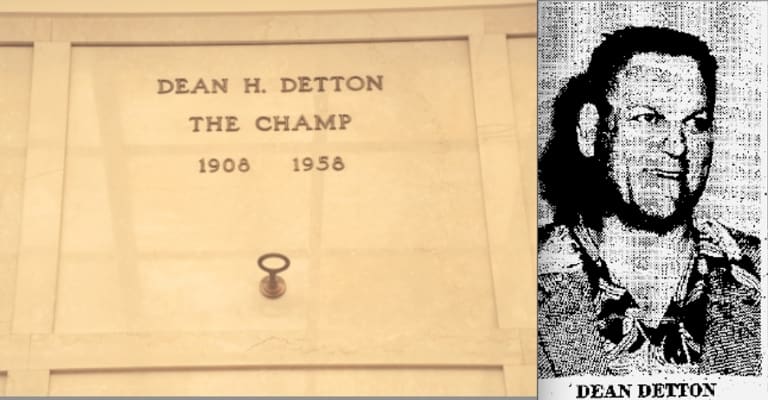 DEAN H. DETTON
THE CHAMP
1908 1958
DEAN DETTON